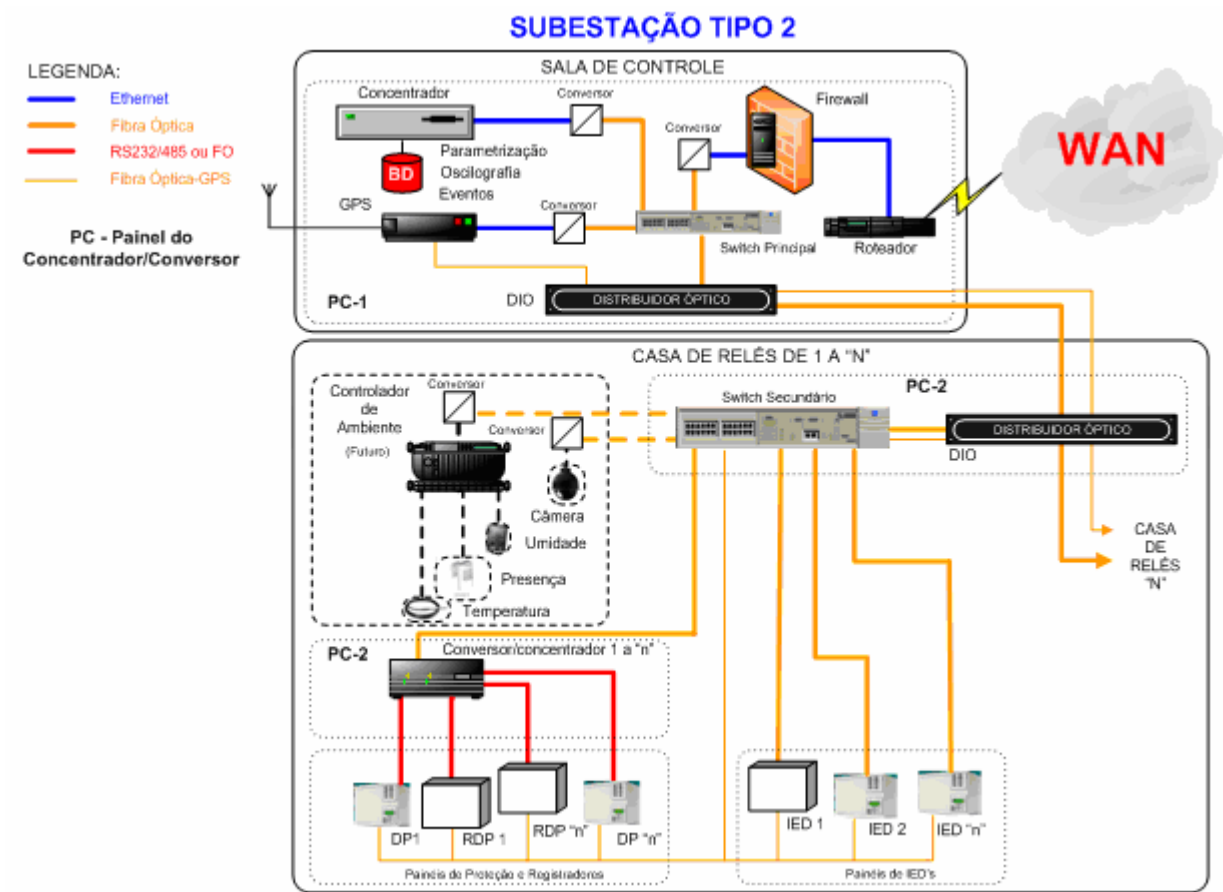 SUBESTAÇÃO TIPO 2
LEGENDA:
Ethernet
Fibra Óptica
RS232/485 ou FO
Fibra Óptica-GPS
PC - Painel do
Concentrador/Conversor
SALA DE CONTROLE
Concentrador
Conversor
Firewall
Conversor
BD
Parametrização
Oscilografia
Eventos
GPS
Conversor
Switch Principal
Roteador
WAN
PC-1
DIO
DISTRIBUIDOR ÓPTICO
CASA DE RELÊS DE 1 A “N”
Controlador
de
Ambiente
(Futuro)
Conversor
Conversor
Câmera
Umidade
Presença
Temperatura
PC-2
Switch Secundário
DISTRIBUIDOR ÓPTICO
DIO
CASA
DE
RELÊS
“N”
PC-2
Conversor/concentrador 1 a “n”
DP1
RDP 1
RDP “n”
DP “n”
Painéis de Proteção e Registradores
IED 1
IED 2
IED “n”
Painéis de IED’s